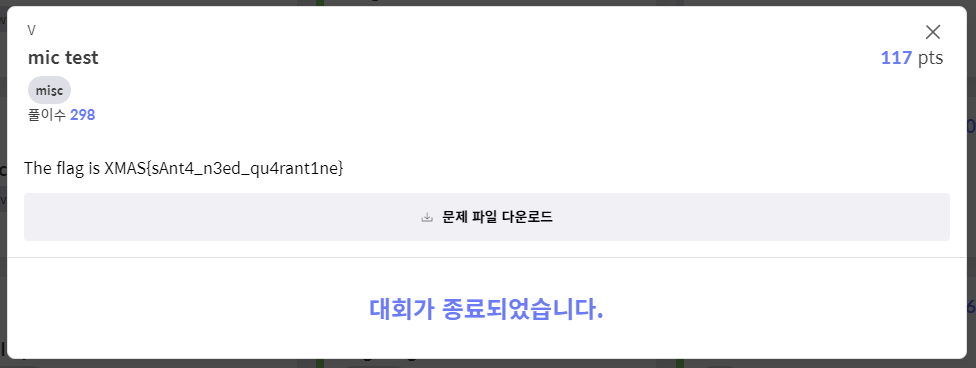 V
mic test
117 pts
misc
풀이수 298
The flag is XMAS{sAnt4_n3ed_qu4rant1ne}
문제 파일 다운로드
대회가 종료되었습니다.